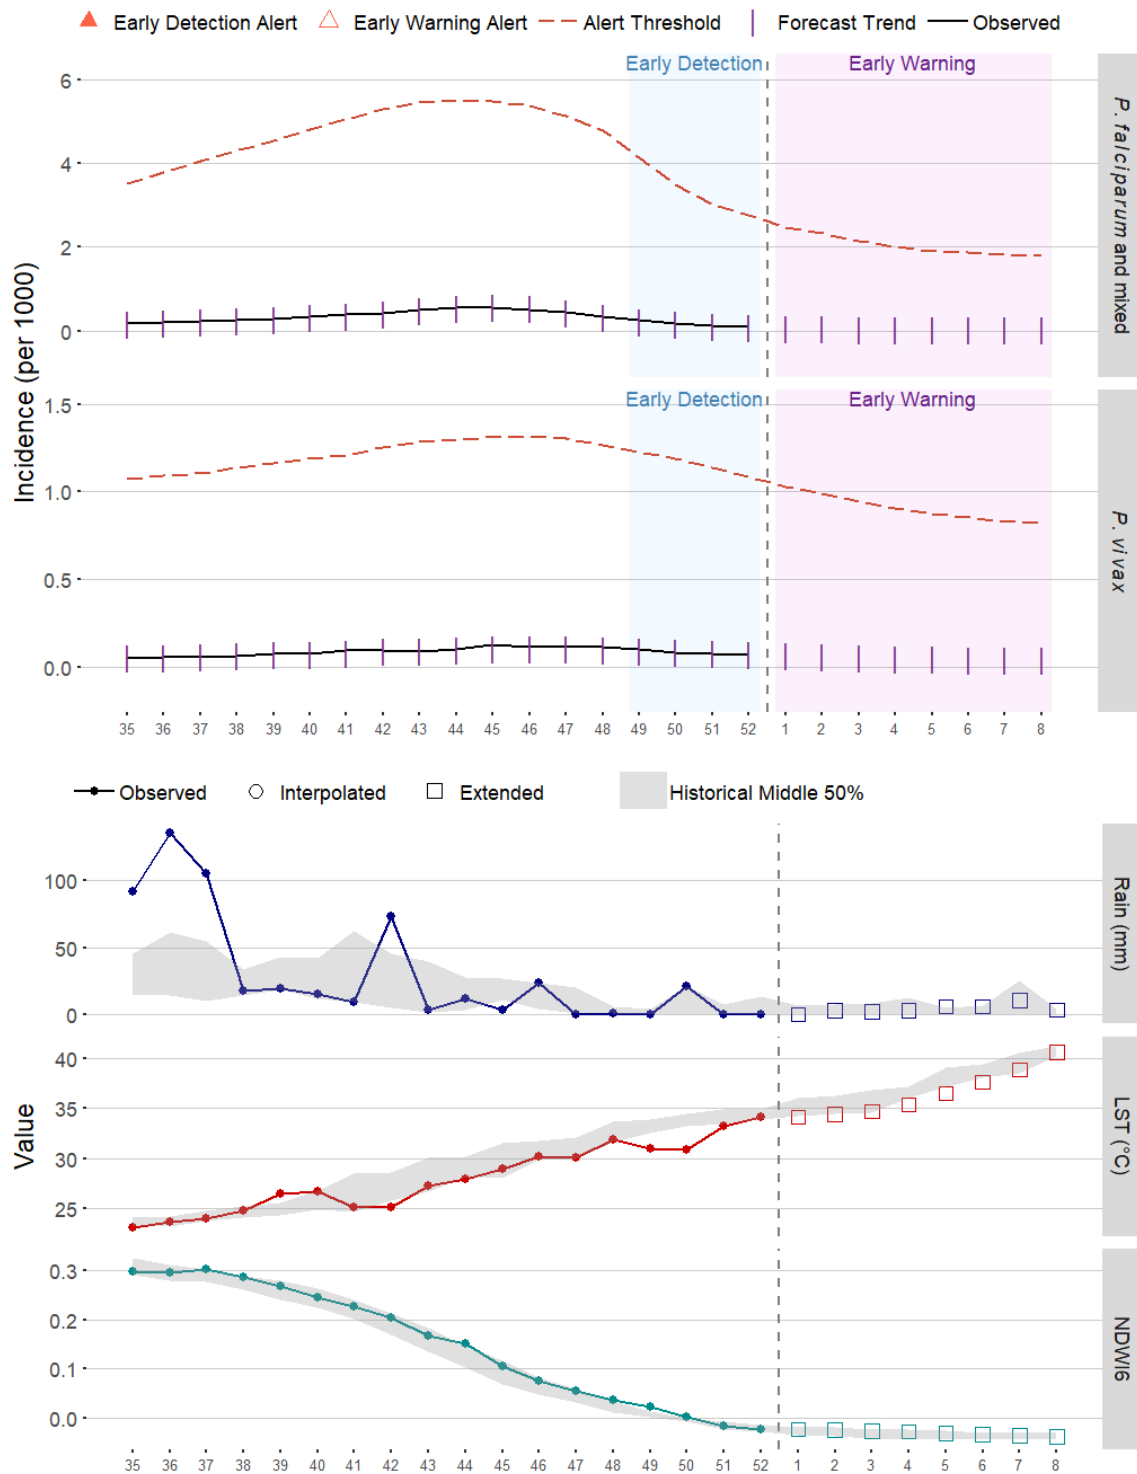 Early Detection Alert Early Warning Alert Alert Threshold Forecast Trend Observed
Early Detection Early Warning
6
4
2
0
P. falciparum and mixed
Incidence (per 1000)
Early Detection Early Warning
1.5
1.0
0.5
0.0
P. vivax
35 36 37 38 39 40 41 42 43 44 45 46 47 48 49 50 51 52 1 2 3 4 5 6 7 8
Observed Interpolated Extended Historical Middle 50%
100
50
0
Rain (mm)
Value
40
35
30
25
LST (°C)
0.3
0.2
0.1
0.0
NDWI6
35 36 37 38 39 40 41 42 43 44 45 46 47 48 49 50 51 52 1 2 3 4 5 6 7 8